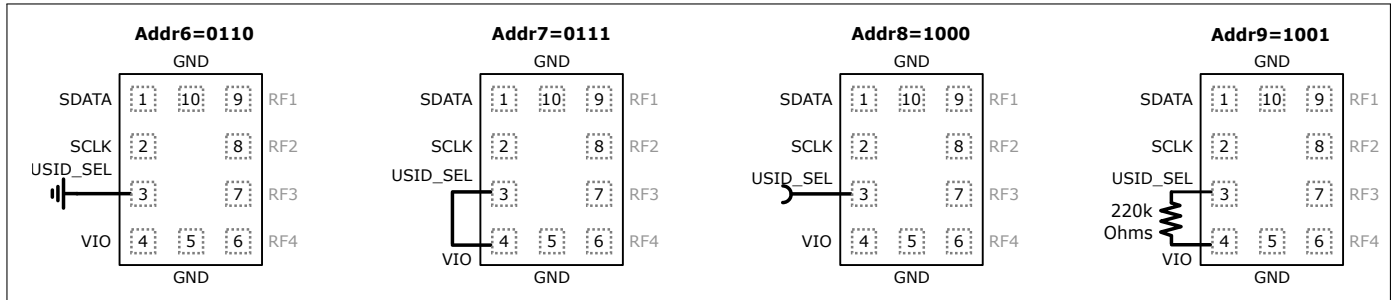 Addr6=0110
GND
SDATA 1 10 9 RF1
SCLK 2 8 RF2
USID_SEL
3 7 RF3
VIO 4 5 6 RF4
GND
Addr7=0111
GND
SDATA 1 10 9 RF1
SCLK 2 8 RF2
USID_SEL
3 7 RF3
4 5 6 RF4
VIO
GND
Addr8=1000
GND
SDATA 1 10 9 RF1
SCLK 2 8 RF2
USID_SEL
3 7 RF3
VIO 4 5 6 RF4
GND
Addr9=1001
GND
SDATA 1 10 9 RF1
SCLK 2 8 RF2
USID_SEL
3 7 RF3
220k
Ohms
4 5 6 RF4
VIO
GND